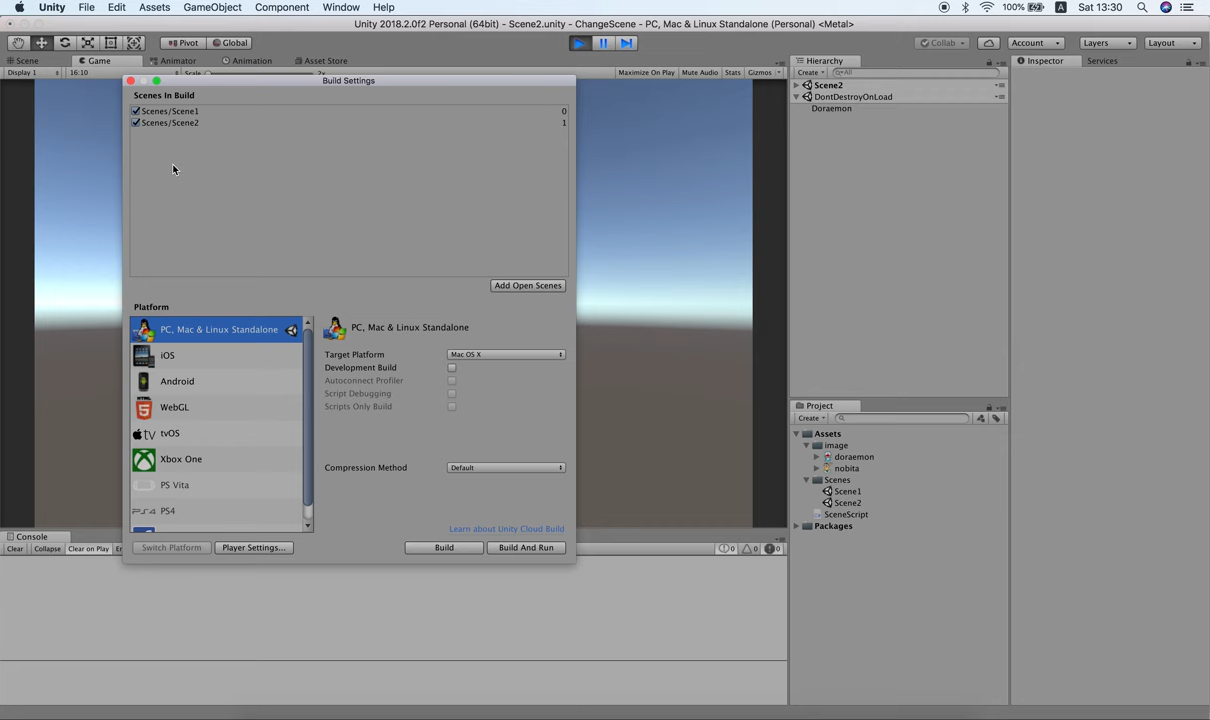 Unity File Edit Assets GameObject Component Window Help 100% A Sat 13:30
Unity 2018.2.0f2 Personal (64bit) - Scene2.unity - ChangeScene - PC, Mac & Linux Standalone (Personal) <Metal>
Pivot Global Collab Account Layers Layout
Scene Game Animator Animation Asset Store Hierarchy Inspector Services
Display 1 16:10 Scale 2x Maximize On Play Mute Audio Stats Gizmos Create All
Build Settings
Scene2
Scenes In Build
DontDestroyOnLoad
Scenes/Scene1 0
Doraemon
Scenes/Scene2 1
Add Open Scenes
Platform
PC, Mac & Linux Standalone
iOS
Android
WebGL
tvOS
Xbox One
PS Vita
PS4
PC, Mac & Linux Standalone
Target Platform Mac OS X
Development Build
Autoconnect Profiler
Script Debugging
Scripts Only Build
Compression Method Default
Learn about Unity Cloud Build
Switch Platform Player Settings... Build Build And Run
Project
Create
Assets
image
doraemon
nobita
Scenes
Scene1
Scene2
SceneScript
Packages
Console
Clear Collapse Clear on Play 0 0 0